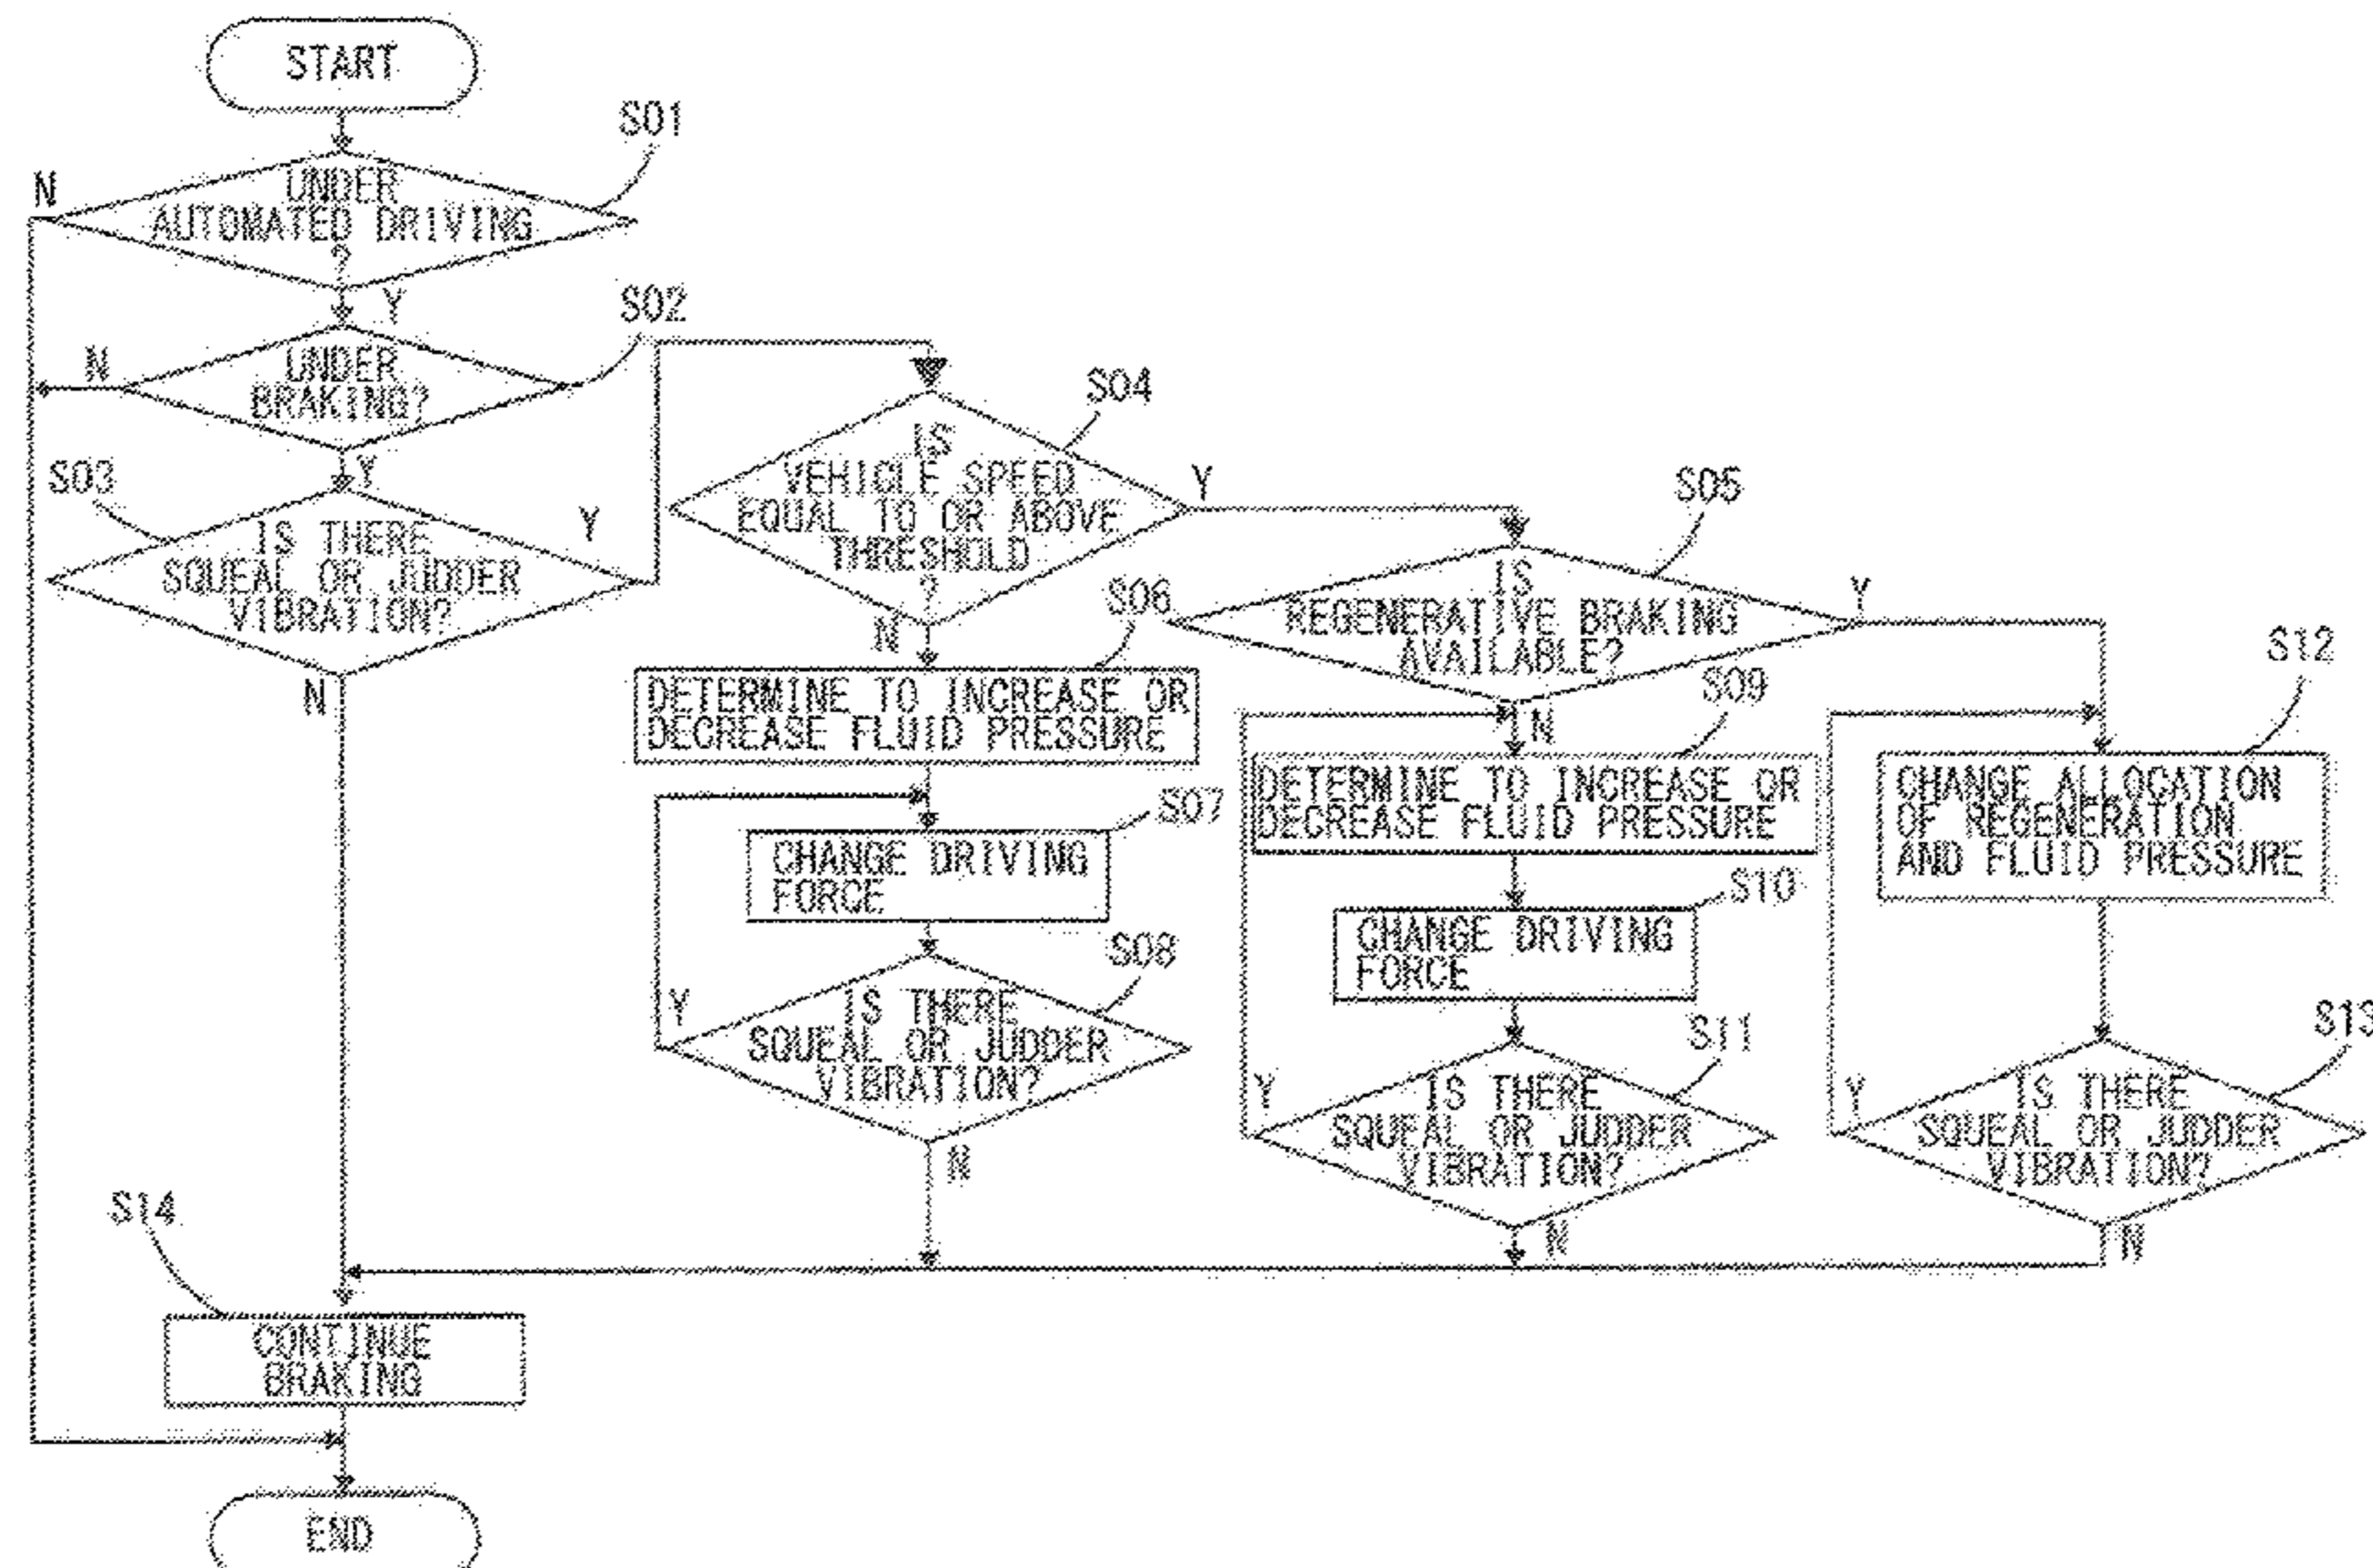 START
S01
N
UNDER
AUTOMATED DRIVING
?
Y
S02
N
UNDER
BRAKING?
Y
S03
IS THERE
SQUEAL OR JUDDER
VIBRATION?
Y
N
S04
IS
VEHICLE SPEED
EQUAL TO OR ABOVE
THRESHOLD
?
Y
N
S05
IS
REGENERATIVE BRAKING
AVAILABLE?
Y
N
S06
DETERMINE TO INCREASE OR
DECREASE FLUID PRESSURE
S07
CHANGE DRIVING
FORCE
S08
IS THERE
SQUEAL OR JUDDER
VIBRATION?
Y
N
S09
DETERMINE TO INCREASE OR
DECREASE FLUID PRESSURE
S10
CHANGE DRIVING
FORCE
S11
IS THERE
SQUEAL OR JUDDER
VIBRATION?
Y
N
S12
CHANGE ALLOCATION
OF REGENERATION
AND FLUID PRESSURE
S13
IS THERE
SQUEAL OR JUDDER
VIBRATION?
Y
N
S14
CONTINUE
BRAKING
END